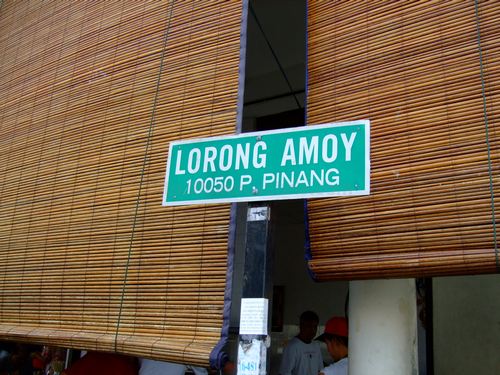 LORONG AMOY
10050 P. PINANG